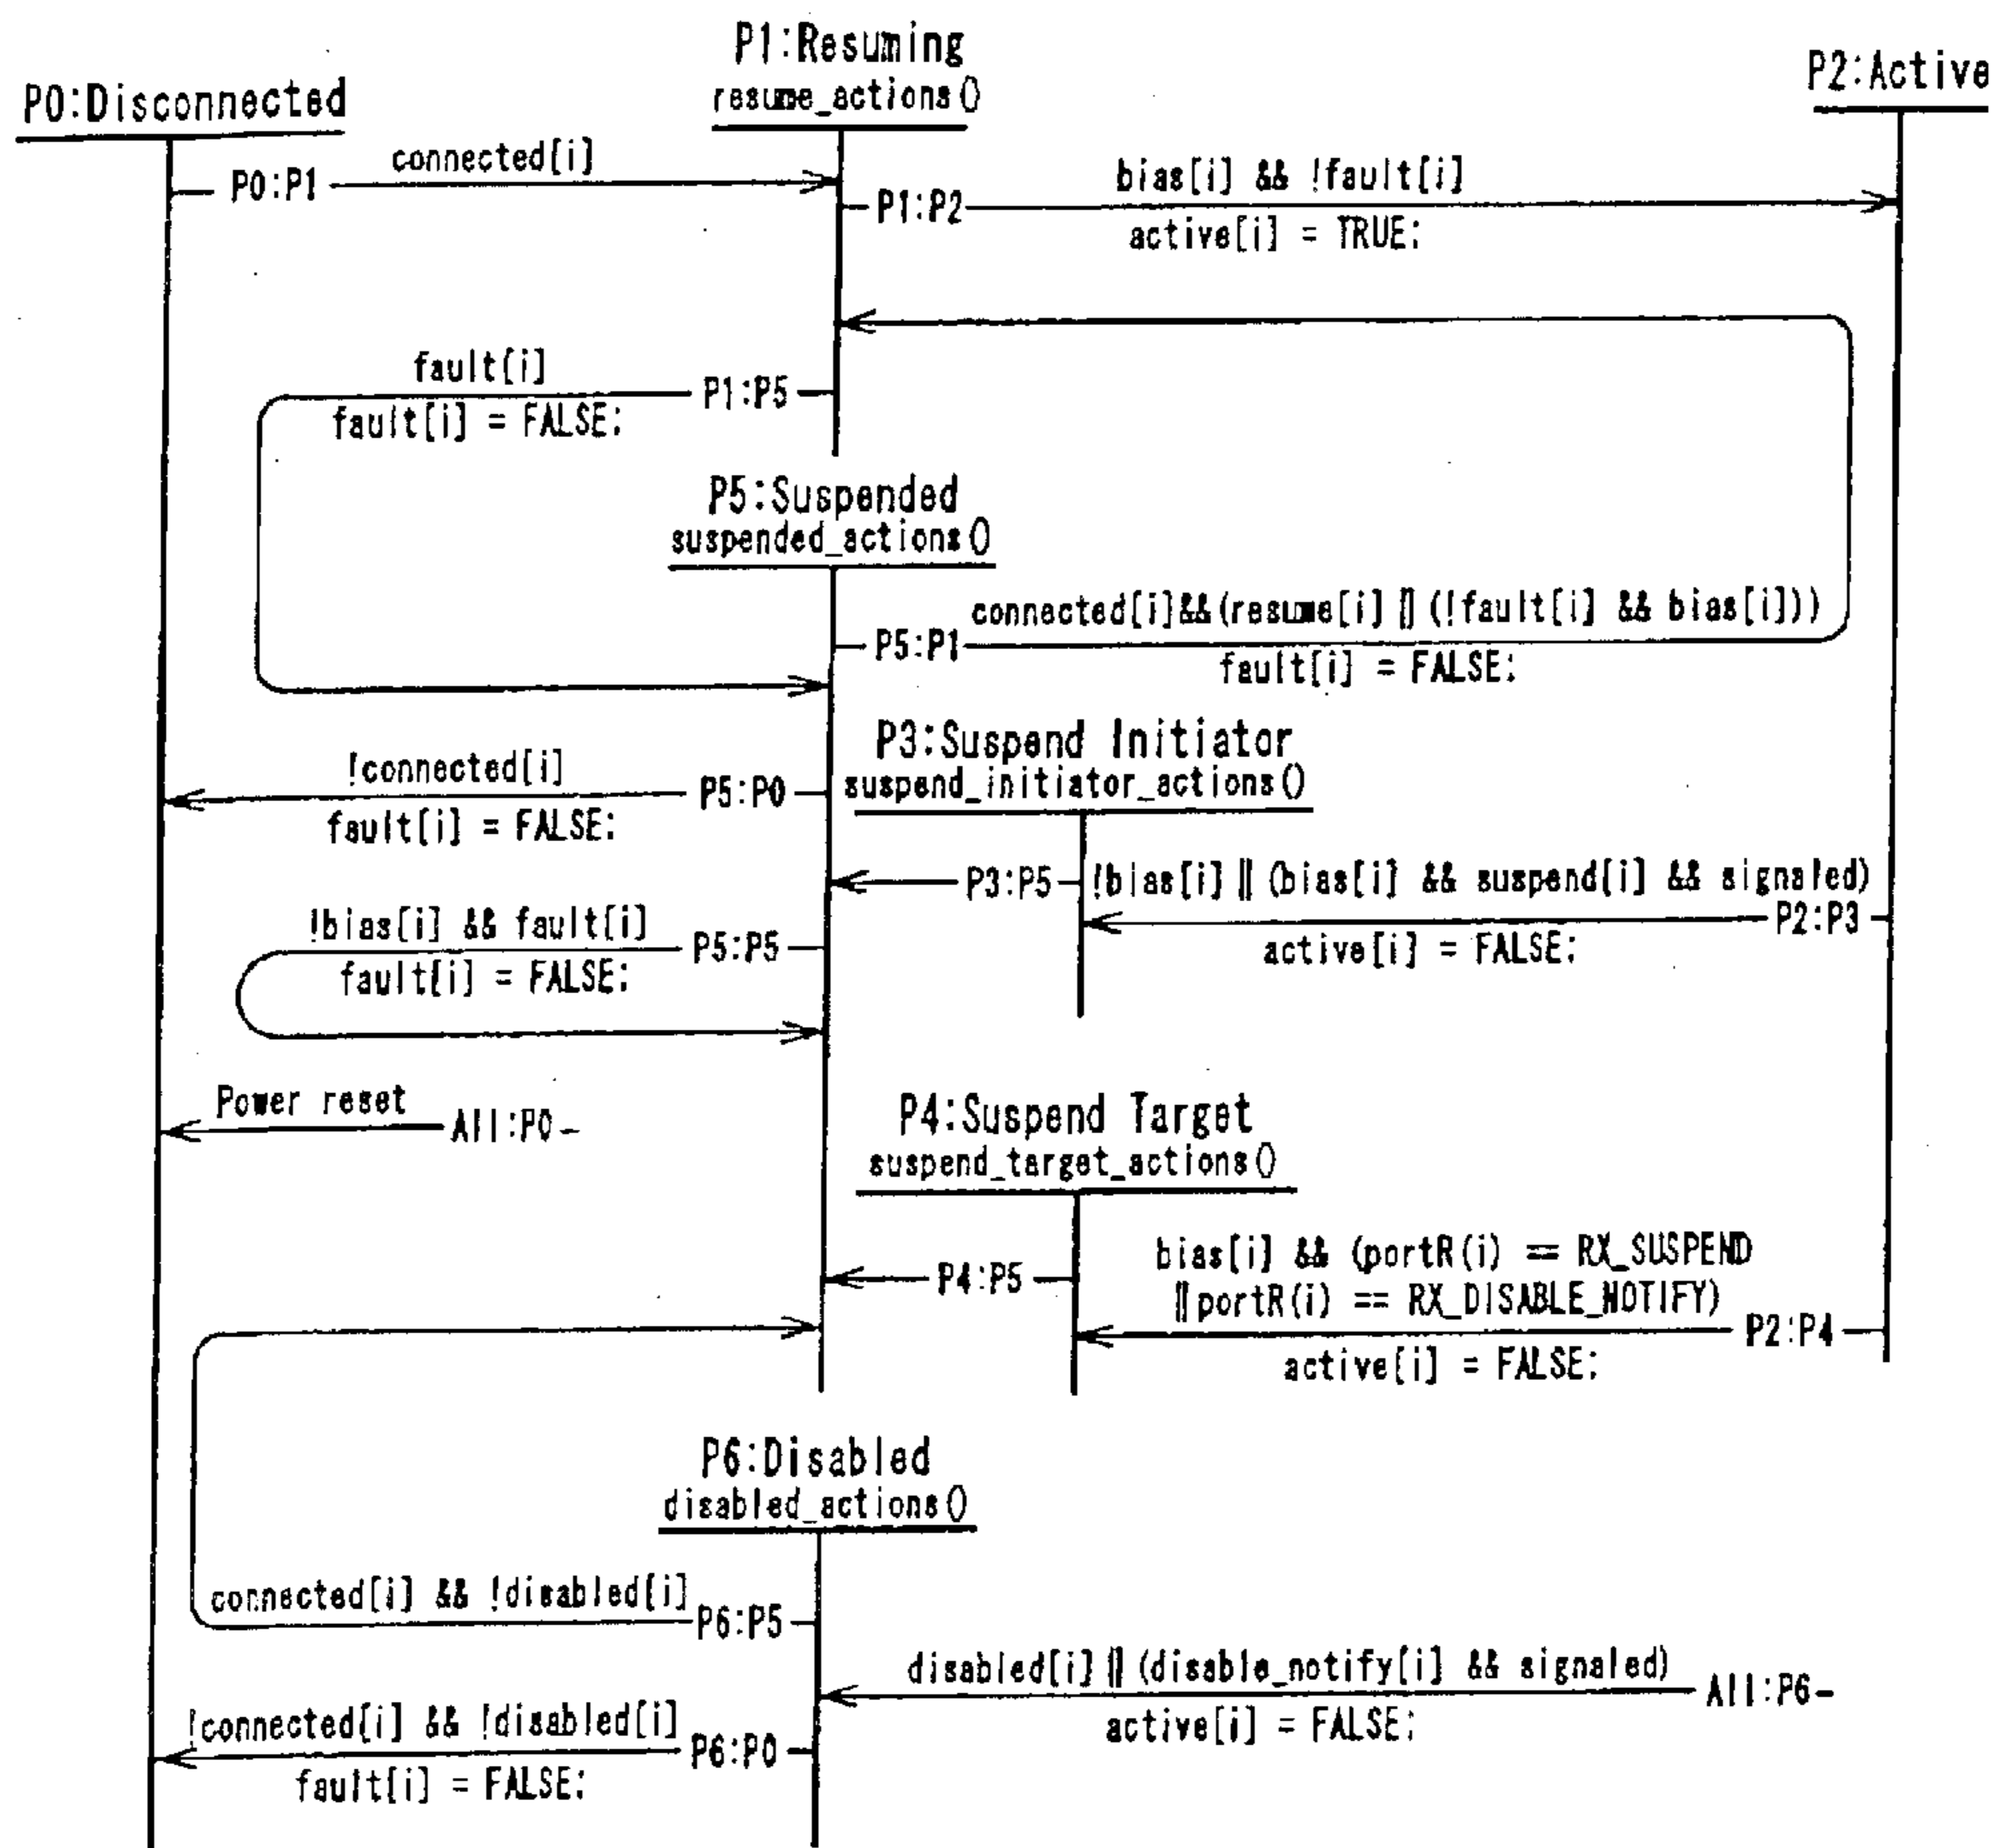 P1:Resuming
resume_actions()
P2:Active
P0:Disconnected
connected[i]
P0:P1
bias[i] && !fault[i]
P1:P2
active[i] = TRUE;
fault[i]
P1:P5
fault[i] = FALSE;
P5:Suspended
suspended_actions()
connected[i]&&(resume[i] || (!fault[i] && bias[i]))
P5:P1
fault[i] = FALSE;
P3:Suspend Initiator
suspend_initiator_actions()
!connected[i]
P5:P0
fault[i] = FALSE;
P3:P5
!bias[i] || (bias[i] && suspend[i] && signaled)
P2:P3
active[i] = FALSE;
!bias[i] && fault[i]
P5:P5
fault[i] = FALSE;
Power reset
All:P0
P4:Suspend Target
suspend_target_actions()
bias[i] && (portR(i) == RX_SUSPEND
||portR(i) == RX_DISABLE_NOTIFY)
P4:P5
P2:P4
active[i] = FALSE;
P6:Disabled
disabled_actions()
connected[i] && !disabled[i]
P6:P5
disabled[i] || (disable_notify[i] && signaled)
All:P6
active[i] = FALSE;
!connected[i] && !disabled[i]
P6:P0
fault[i] = FALSE;